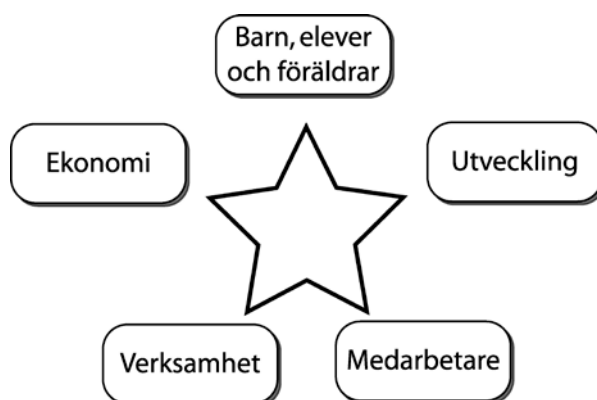 Barn, elever
och föräldrar
Ekonomi
Utveckling
Verksamhet
Medarbetare